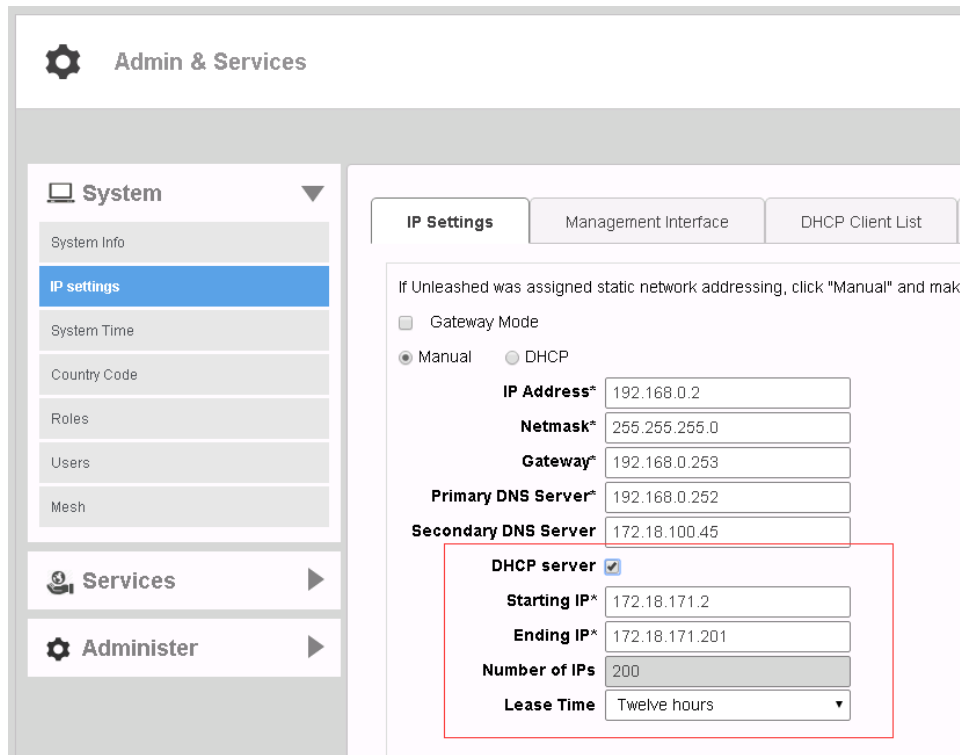 Admin & Services
System
System Info
IP settings
System Time
Country Code
Roles
Users
Mesh
Services
Administer
IP Settings
Management Interface
DHCP Client List
If Unleashed was assigned static network addressing, click "Manual" and mak
Gateway Mode
Manual DHCP
IP Address* 192.168.0.2
Netmask* 255.255.255.0
Gateway* 192.168.0.253
Primary DNS Server* 192.168.0.252
Secondary DNS Server 172.18.100.45
DHCP server
Starting IP* 172.18.171.2
Ending IP* 172.18.171.201
Number of IPs 200
Lease Time Twelve hours